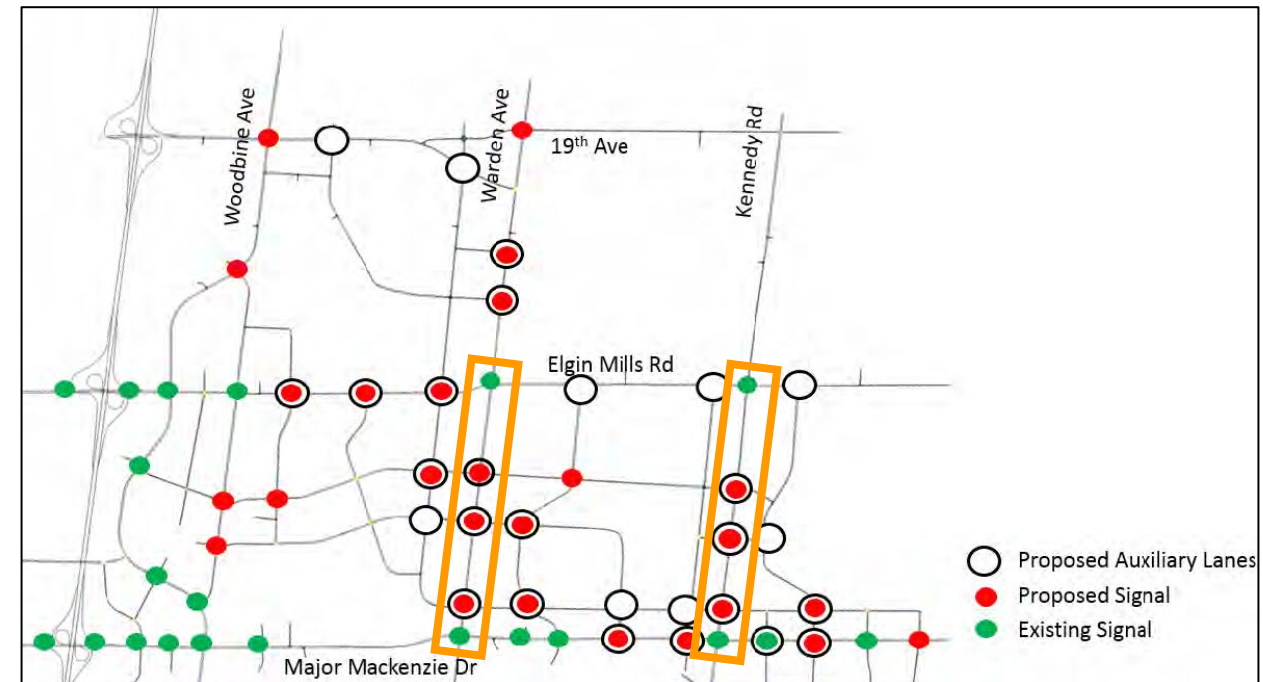 Woodbine Ave
Warden Ave
19th Ave
Kennedy Rd
Elgin Mills Rd
Major Mackenzie Dr
Proposed Auxiliary Lanes
Proposed Signal
Existing Signal